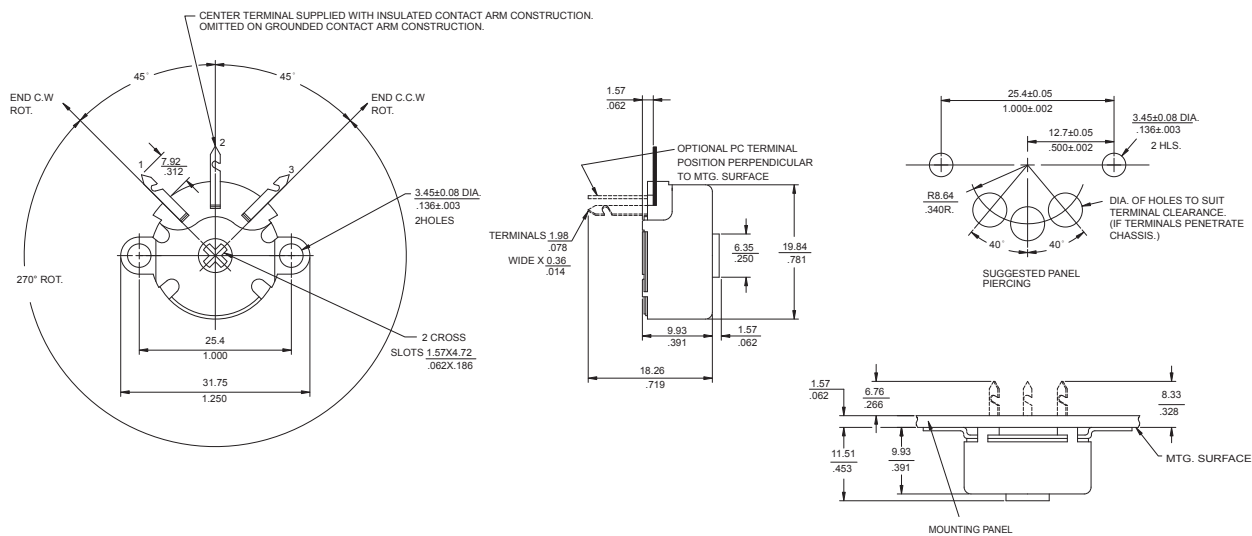 CENTER TERMINAL SUPPLIED WITH INSULATED CONTACT ARM CONSTRUCTION.
OMITTED ON GROUNDED CONTACT ARM CONSTRUCTION.
45°
45°
END C.W
ROT.
END C.C.W
ROT.
2
1
7.92
.312
3
3.45±0.08 DIA.
.136±.003
2HOLES
270° ROT.
2 CROSS
SLOTS 1.57X4.72
.062X.186
25.4
1.000
31.75
1.250
1.57
.062
OPTIONAL PC TERMINAL
POSITION PERPENDICULAR
TO MTG. SURFACE
TERMINALS 1.98
.078
WIDE X 0.36
.014
6.35
.250
19.84
.781
9.93
.391
1.57
.062
18.26
.719
25.4±0.05
1.000±.002
12.7±0.05
.500±.002
3.45±0.08 DIA.
.136±.003
2 HLS.
R8.64
.340R.
40°
40°
DIA. OF HOLES TO SUIT
TERMINAL CLEARANCE.
(IF TERMINALS PENETRATE
CHASSIS.)
SUGGESTED PANEL
PIERCING
1.57
.062
6.76
.266
8.33
.328
11.51
.453
9.93
.391
MTG. SURFACE
MOUNTING PANEL